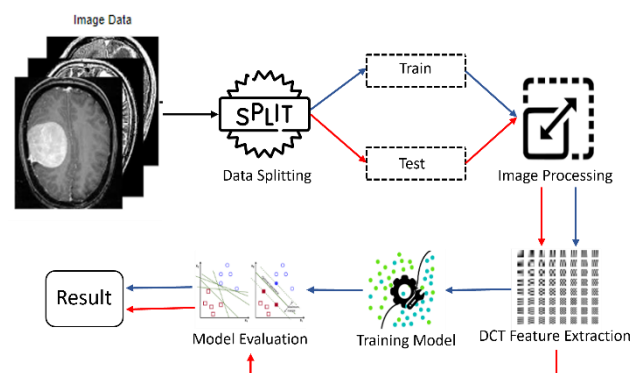 Image Data
SPLIT
Data Splitting
Train
Test
Image Processing
DCT Feature Extraction
Training Model
Model Evaluation
Result